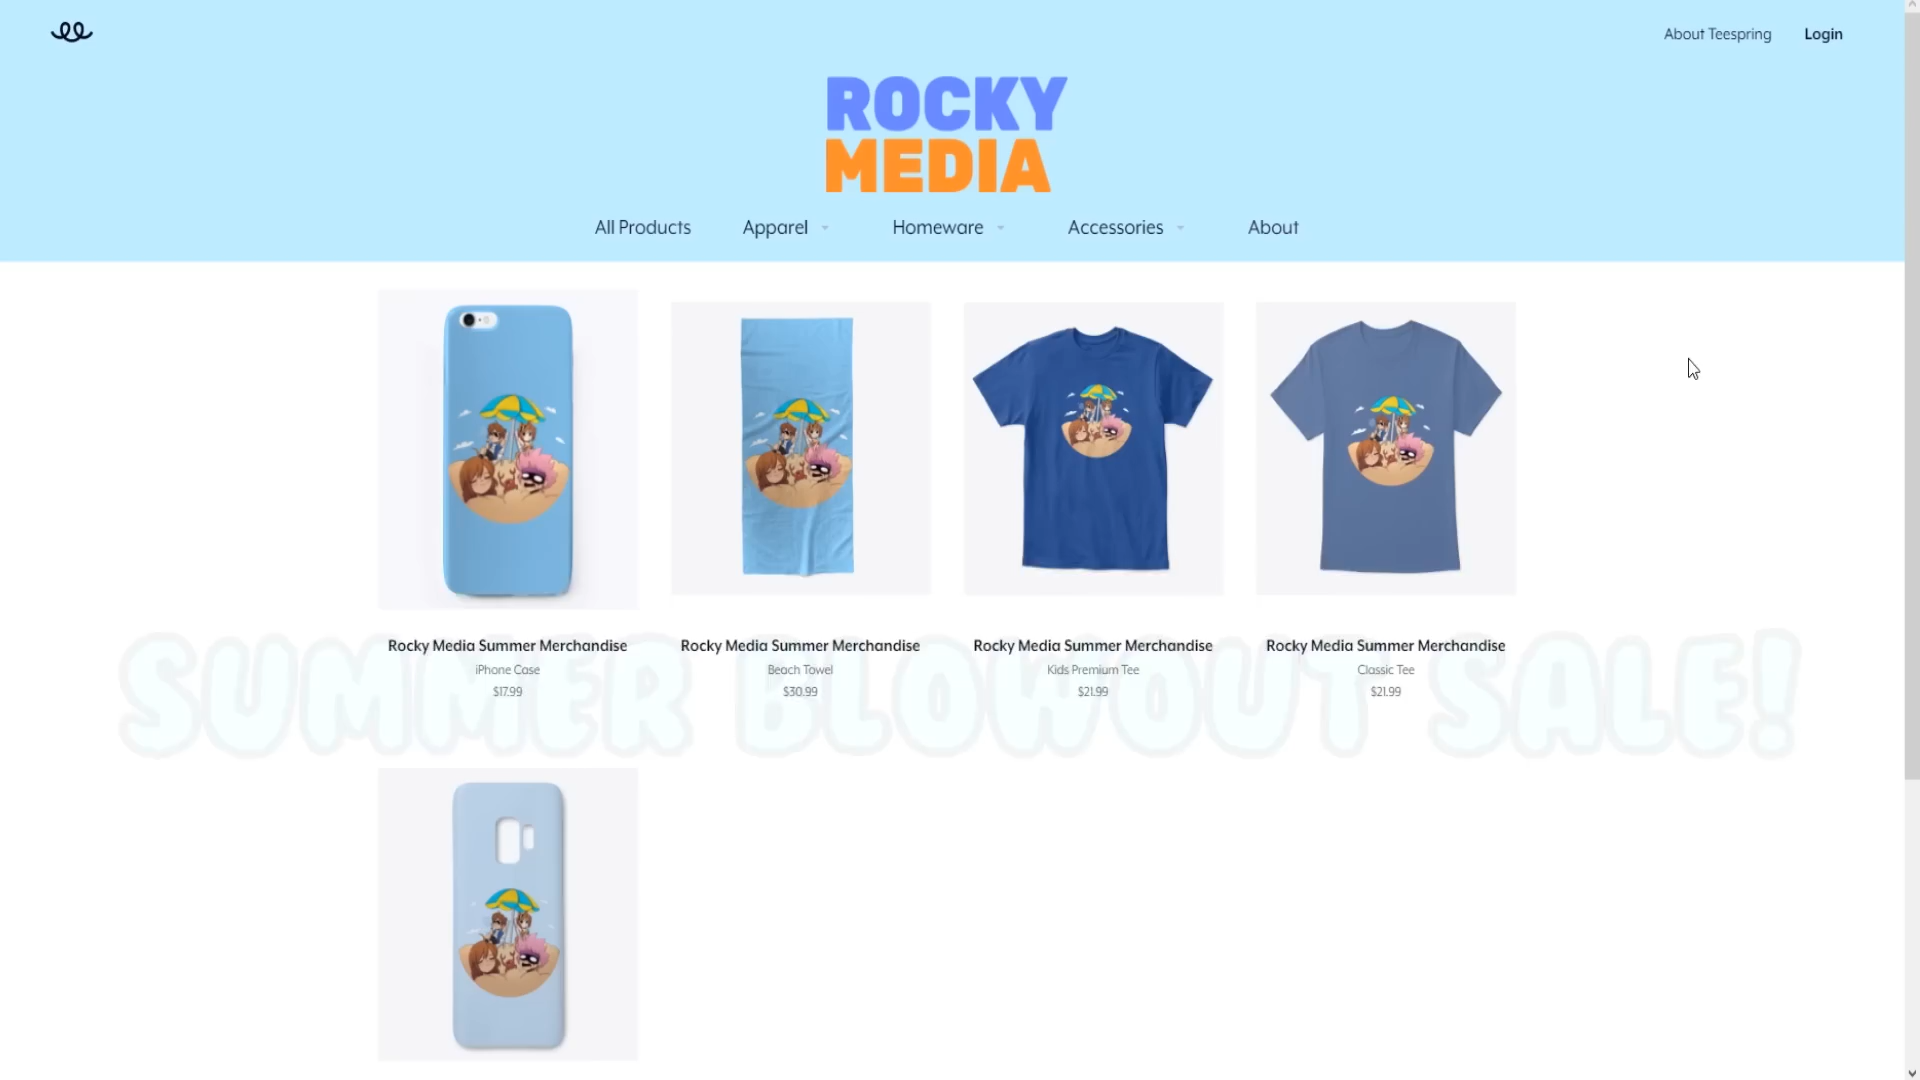 About Teespring
Login
ROCKY
MEDIA
All Products
Apparel
Homeware
Accessories
About
Rocky Media Summer Merchandise
iPhone Case
$17.99
Rocky Media Summer Merchandise
Beach Towel
$30.99
Rocky Media Summer Merchandise
Kids Premium Tee
$21.99
Rocky Media Summer Merchandise
Classic Tee
$21.99
SUMMER BLOWOUT SALE!